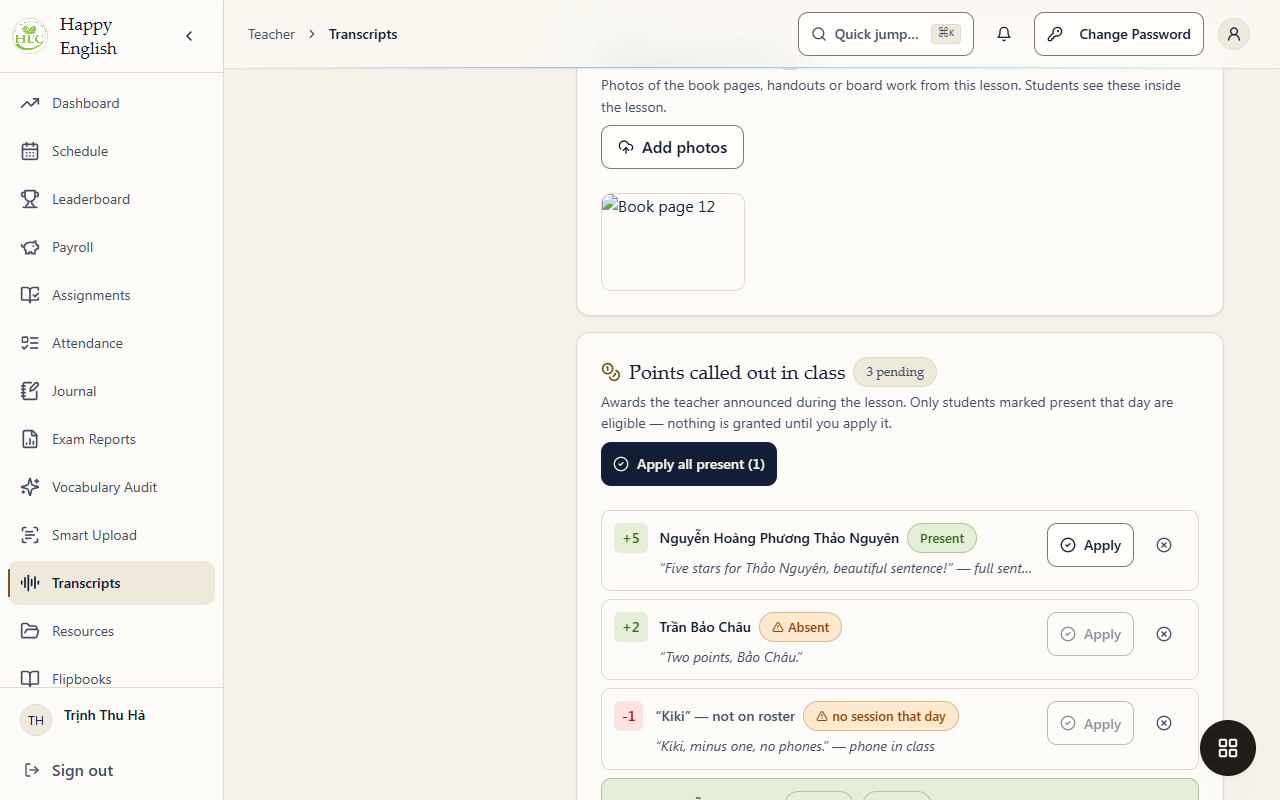 HEC
Happy English
Teacher
Transcripts
Quick jump...
⌘K
Change Password
Dashboard
Schedule
Leaderboard
Payroll
Assignments
Attendance
Journal
Exam Reports
Vocabulary Audit
Smart Upload
Transcripts
Resources
Flipbooks
TH
Trịnh Thu Hà
Sign out
Photos of the book pages, handouts or board work from this lesson. Students see these inside
the lesson.
Add photos
Book page 12
Points called out in class
3 pending
Awards the teacher announced during the lesson. Only students marked present that day are
eligible — nothing is granted until you apply it.
Apply all present (1)
+5
Nguyễn Hoàng Phương Thảo Nguyên
Present
Apply
“Five stars for Thảo Nguyên, beautiful sentence!” — full sent...
+2
Trần Bảo Châu
Absent
Apply
“Two points, Bảo Châu.”
-1
“Kiki” — not on roster
no session that day
Apply
“Kiki, minus one, no phones.” — phone in class